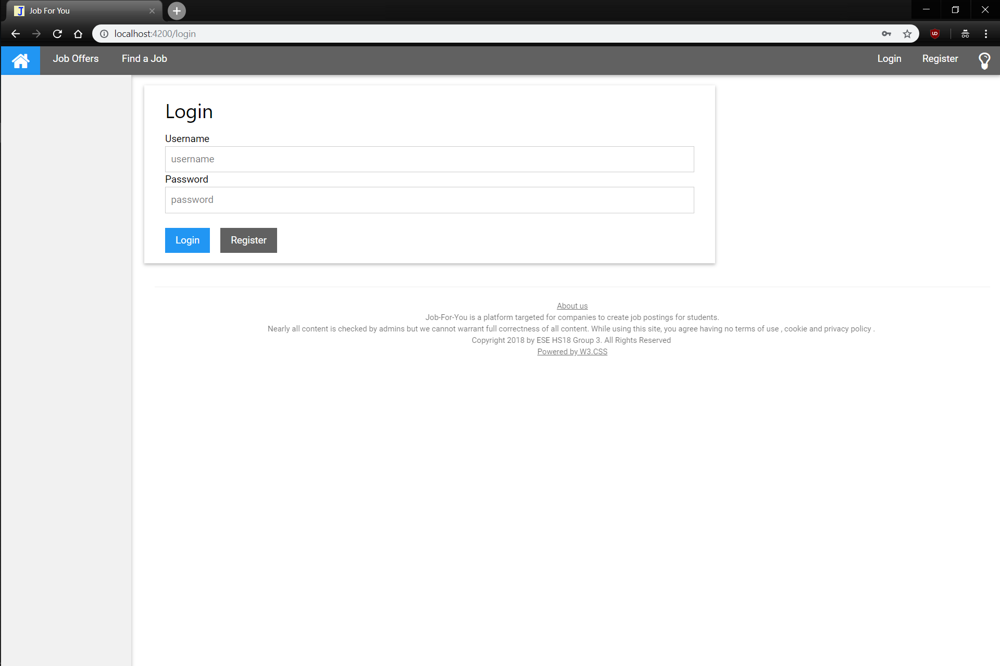 J Job For You
localhost:4200/login
Job Offers Find a Job Login Register
Login
Username
username
Password
password
Login Register
About us
Job-For-You is a platform targeted for companies to create job postings for students.
Nearly all content is checked by admins but we cannot warrant full correctness of all content. While using this site, you agree having no terms of use , cookie and privacy policy .
Copyright 2018 by ESE HS18 Group 3. All Rights Reserved
Powered by W3.CSS